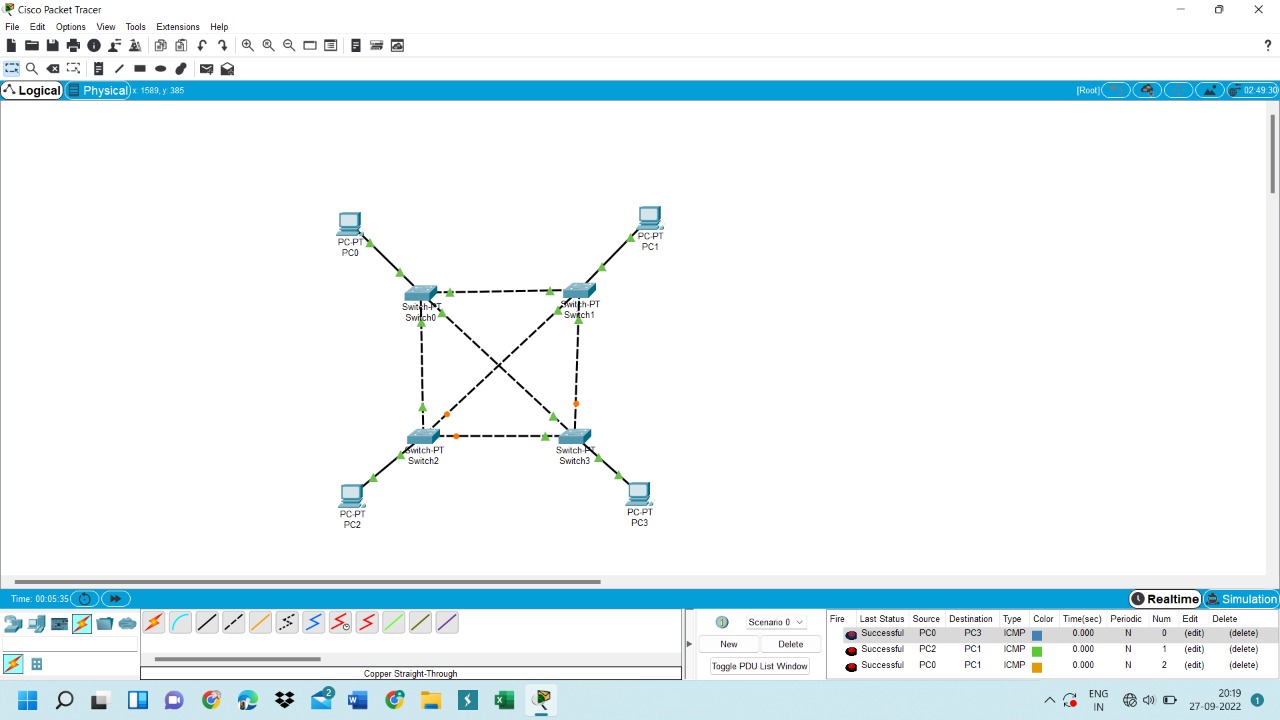 Cisco Packet Tracer
File Edit Options View Tools Extensions Help
?
Logical Physical x: 1589, y: 385 [Root] 02:49:30
PC-PT
PC0
PC-PT
PC1
Switch-PT
Switch0
Switch-PT
Switch1
Switch-PT
Switch2
Switch-PT
Switch3
PC-PT
PC2
PC-PT
PC3
Time: 00:05:35 Realtime Simulation
Scenario 0
New Delete
Toggle PDU List Window
Copper Straight-Through
Fire Last Status Source Destination Type Color Time(sec) Periodic Num Edit Delete
Successful PC0 PC3 ICMP 0.000 N 0 (edit) (delete)
Successful PC2 PC1 ICMP 0.000 N 1 (edit) (delete)
Successful PC0 PC1 ICMP 0.000 N 2 (edit) (delete)
2
ENG
IN
20:19
27-09-2022
1